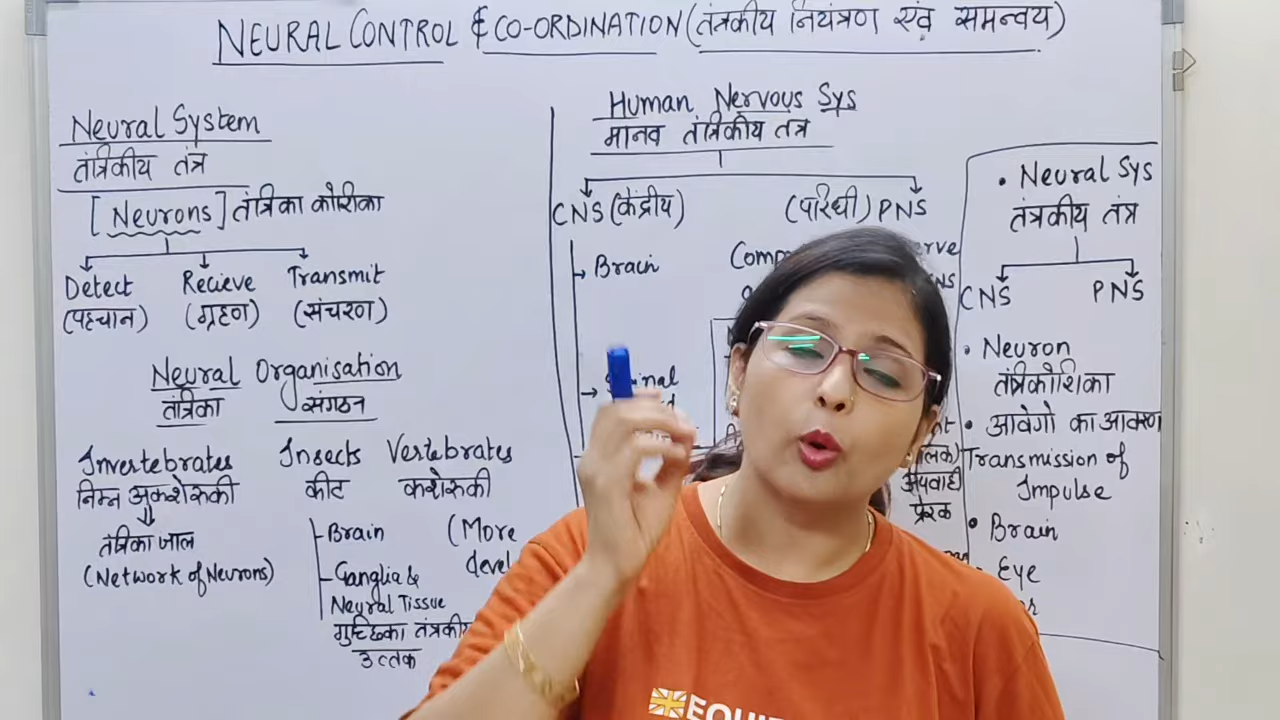 NEURAL CONTROL & CO-ORDINATION (तंत्रकीय नियंत्रण एवं समन्वय)
Neural System
तंत्रिकीय तंत्र
[Neurons] तंत्रिका कोशिका
Detect Recieve Transmit
(पहचान) (ग्रहण) (संचरण)
Neural Organisation
तंत्रिका संगठन
Invertebrates Insects Vertebrates
निम्न अकशेरुकी कीट कशेरुकी
तंत्रिका जाल
(Network of Neurons)
Brain (More
Ganglia & devel
Neural Tissue
गुच्छिका तंत्रकीय
उत्तक
Human Nervous Sys
मानव तंत्रिकीय तंत्र
CNS (केंद्रीय) (परिधी) PNS
Brain
• Neural Sys
तंत्रकीय तंत्र
CNS PNS
• Neuron
तंत्रिकोशिका
• आवेगो का
Transmission of
Impulse
• Brain
• Eye
अपवाही
प्रेरक